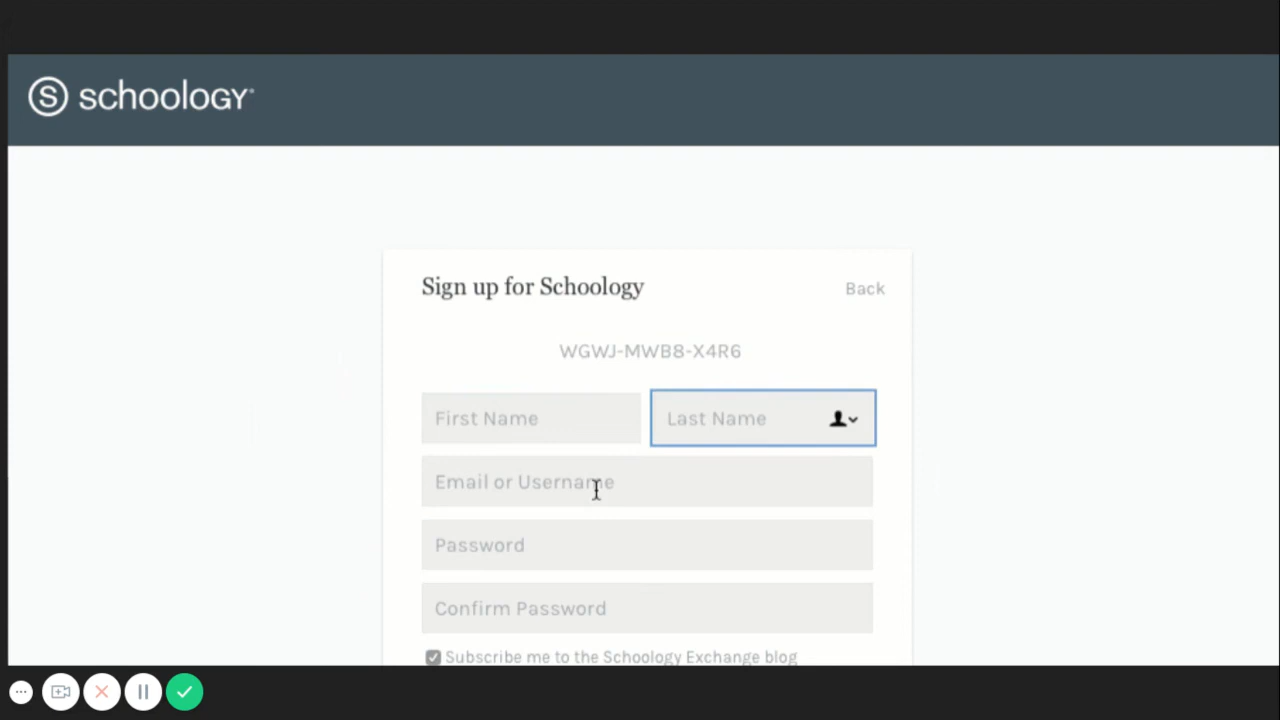 schoology
Sign up for Schoology
Back
WGWJ-MWB8-X4R6
First Name
Last Name
Email or Username
Password
Confirm Password
Subscribe me to the Schoology Exchange blog